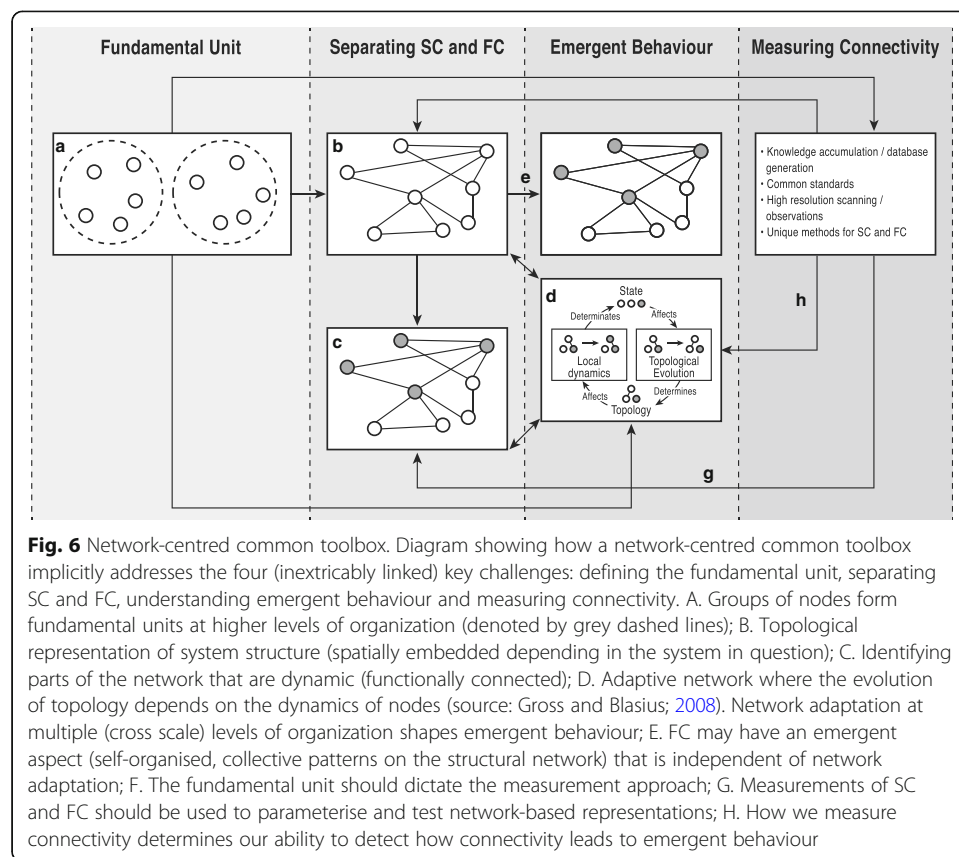 Fundamental Unit
Separating SC and FC
Emergent Behaviour
Measuring Connectivity
a
b
e
• Knowledge accumulation / database
generation
• Common standards
• High resolution scanning /
observations
• Unique methods for SC and FC
h
d
State
Determinates
Affects
Local
dynamics
Topological
Evolution
Affects
Determines
Topology
c
g
Fig. 6 Network-centred common toolbox. Diagram showing how a network-centred common toolbox
implicitly addresses the four (inextricably linked) key challenges: defining the fundamental unit, separating
SC and FC, understanding emergent behaviour and measuring connectivity. A. Groups of nodes form
fundamental units at higher levels of organization (denoted by grey dashed lines); B. Topological
representation of system structure (spatially embedded depending in the system in question); C. Identifying
parts of the network that are dynamic (functionally connected); D. Adaptive network where the evolution
of topology depends on the dynamics of nodes (source: Gross and Blasius; 2008). Network adaptation at
multiple (cross scale) levels of organization shapes emergent behaviour; E. FC may have an emergent
aspect (self-organised, collective patterns on the structural network) that is independent of network
adaptation; F. The fundamental unit should dictate the measurement approach; G. Measurements of SC
and FC should be used to parameterise and test network-based representations; H. How we measure
connectivity determines our ability to detect how connectivity leads to emergent behaviour